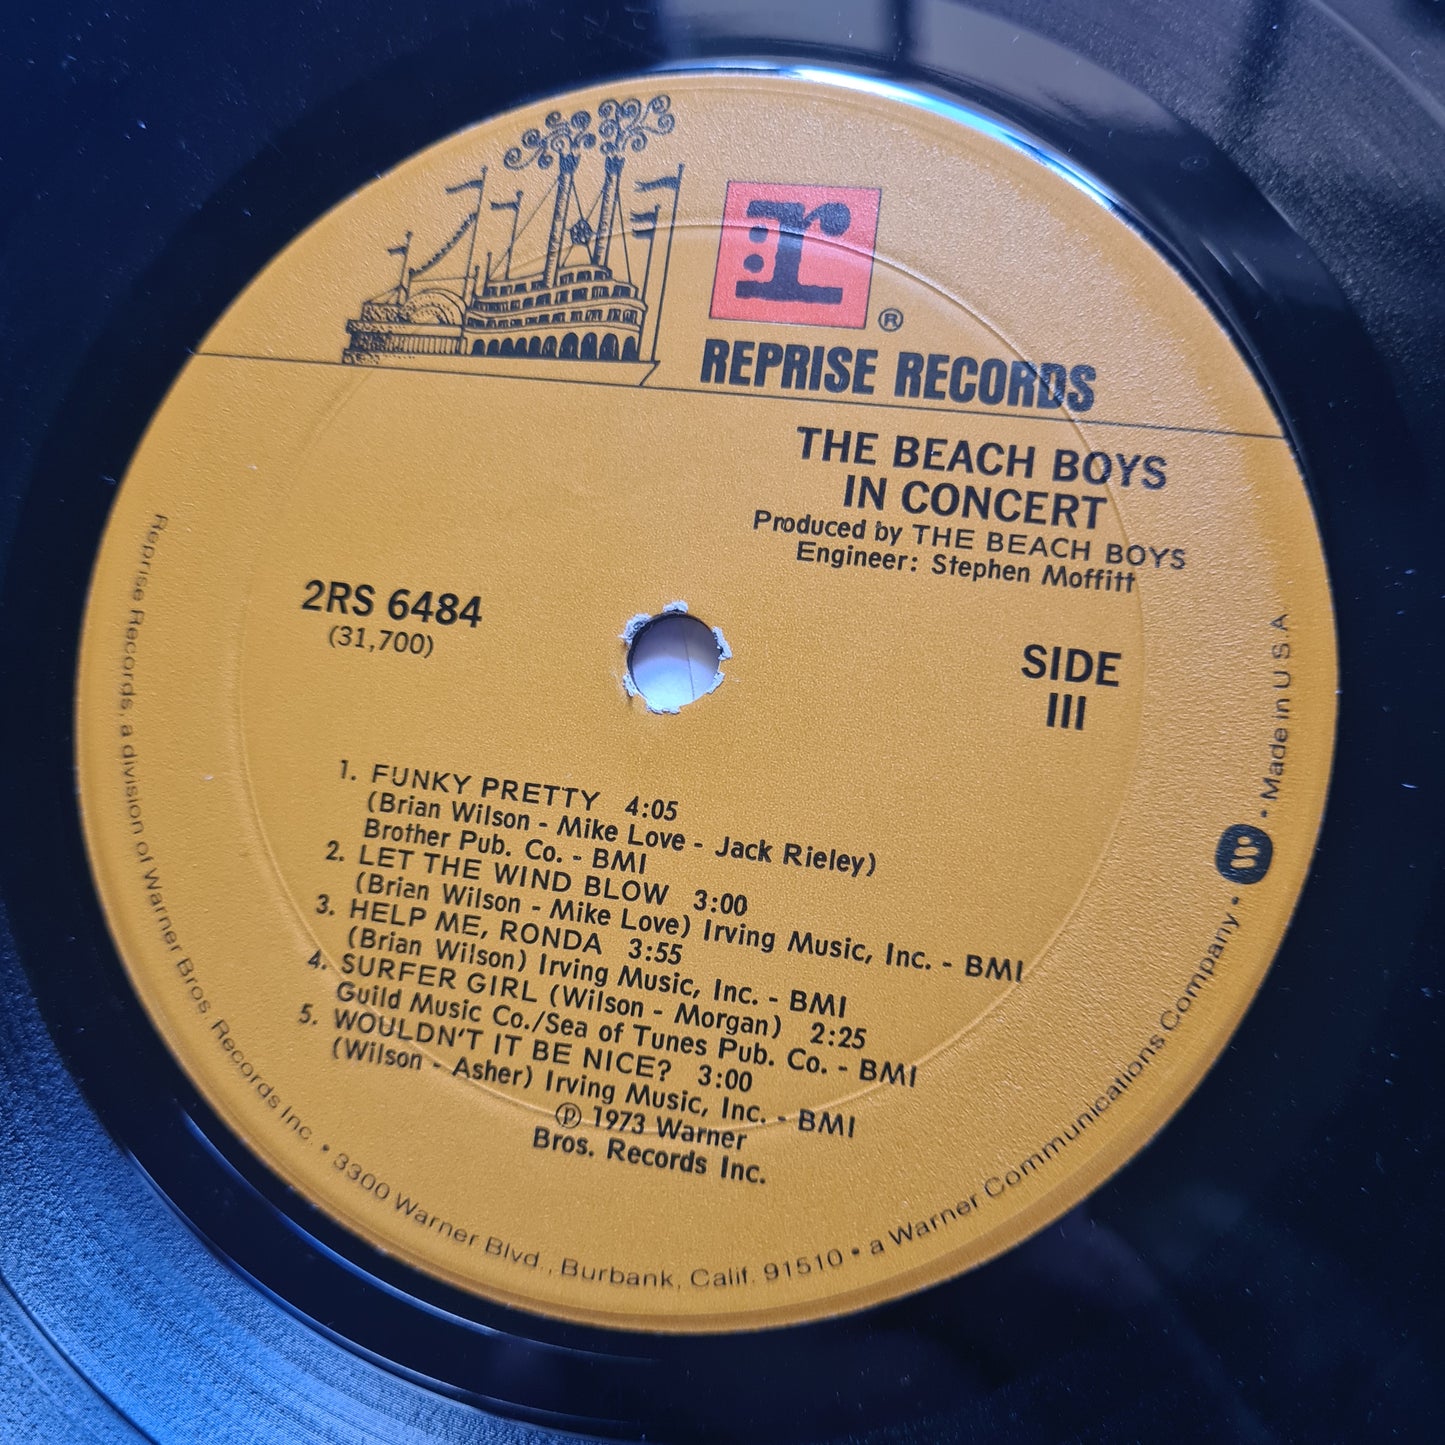 r
®
REPRISE RECORDS
THE BEACH BOYS
IN CONCERT
Produced by THE BEACH BOYS
Engineer: Stephen Moffitt
2RS 6484
(31,700)
SIDE
III
1. FUNKY PRETTY 4:05
(Brian Wilson - Mike Love - Jack Rieley)
Brother Pub. Co. - BMI
2. LET THE WIND BLOW 3:00
(Brian Wilson - Mike Love) Irving Music, Inc. - BMI
3. HELP ME, RONDA 3:55
(Brian Wilson) Irving Music, Inc. - BMI
4. SURFER GIRL (Wilson - Morgan) 2:25
Guild Music Co./Sea of Tunes Pub. Co. - BMI
5. WOULDN'T IT BE NICE? 3:00
(Wilson - Asher) Irving Music, Inc. - BMI
℗ 1973 Warner
Bros. Records Inc.
Reprise Records, a division of Warner Bros Records Inc. • 3300 Warner Blvd., Burbank, Calif. 91510 • a Warner Communications Company • W • Made in U.S.A